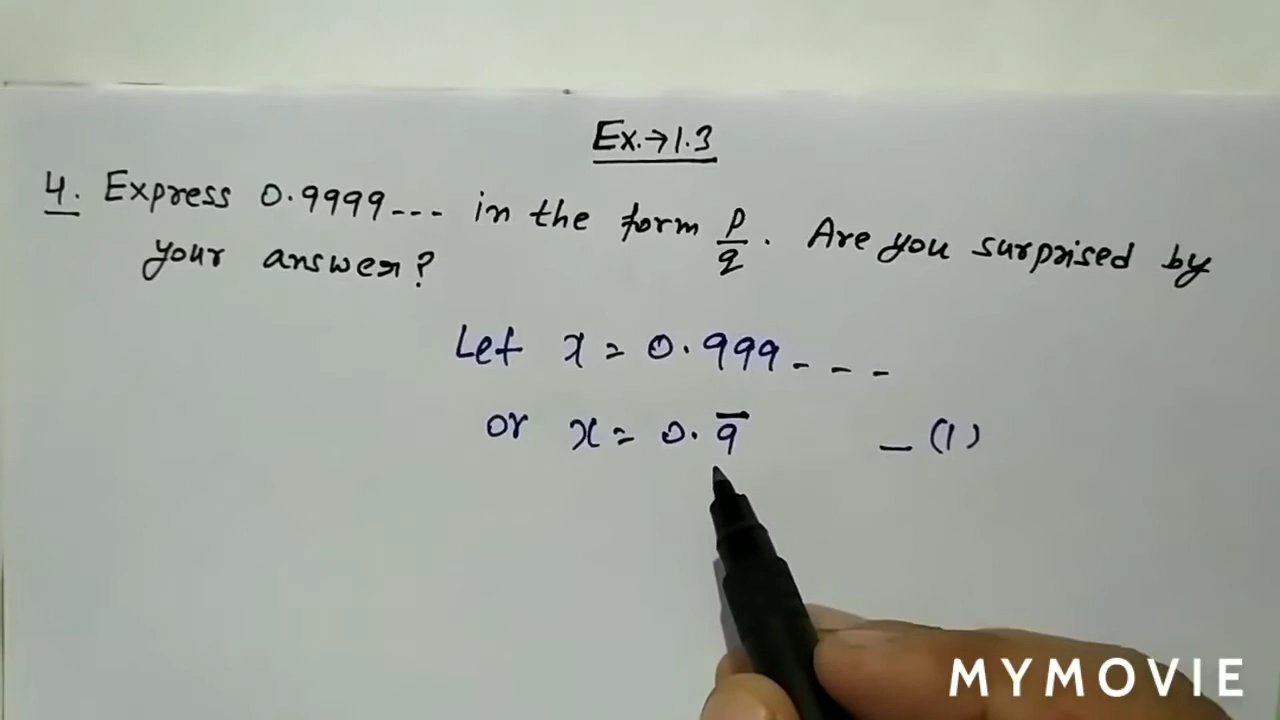 Ex.→1.3
4. Express 0.9999--- in the form p/q. Are you surprised by
your answer?
Let x = 0.999---
or x = 0.9̅ — (1)
MYMOVIE